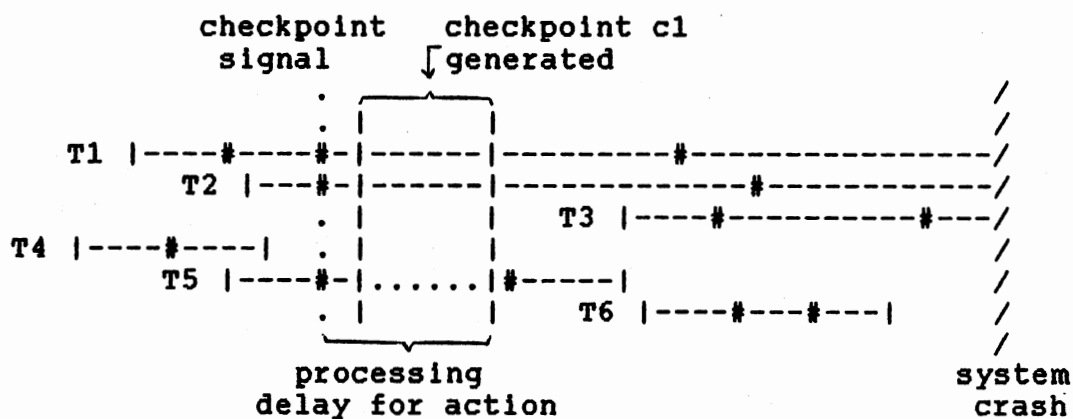 checkpoint checkpoint c1
signal generated
T1 |----#----#-|------|---------#---------------/
T2 |---#-|------|-------------#------------/
T3 |----#---------#---/
T4 |----#----|
T5 |----#-|......|#-----|
T6 |----#---#---|
processing system
delay for action crash